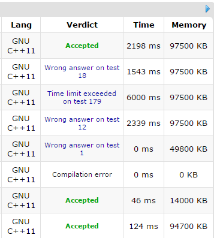 Lang Verdict Time Memory
GNU C++11 Accepted 2198 ms 97500 KB
GNU C++11 Wrong answer on test 18 1543 ms 97500 KB
GNU C++11 Time limit exceeded on test 179 6000 ms 97500 KB
GNU C++11 Wrong answer on test 12 2339 ms 97500 KB
GNU C++11 Wrong answer on test 1 0 ms 49800 KB
GNU C++11 Compilation error 0 ms 0 KB
GNU C++11 Accepted 46 ms 14000 KB
GNU C++11 Accepted 124 ms 94700 KB